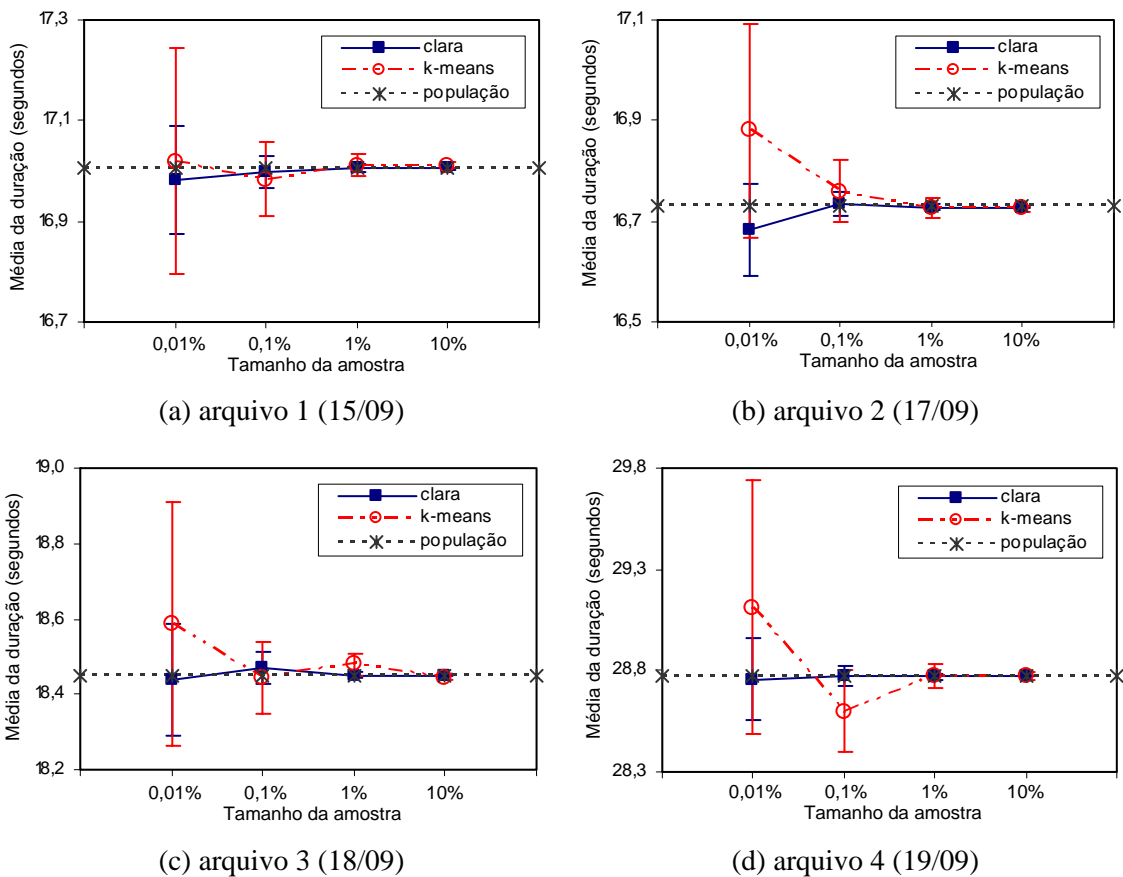 17,3
17,1
16,9
16,7
Média da duração (segundos)
clara
k-means
população
0,01% 0,1% 1% 10%
Tamanho da amostra
(a) arquivo 1 (15/09)
17,1
16,9
16,7
16,5
Média da duração (segundos)
clara
k-means
população
0,01% 0,1% 1% 10%
Tamanho da amostra
(b) arquivo 2 (17/09)
19,0
18,8
18,6
18,4
18,2
Média da duração (segundos)
clara
k-means
população
0,01% 0,1% 1% 10%
Tamanho da amostra
(c) arquivo 3 (18/09)
29,8
29,3
28,8
28,3
Média da duração (segundos)
clara
k-means
população
0,01% 0,1% 1% 10%
Tamanho da amostra
(d) arquivo 4 (19/09)